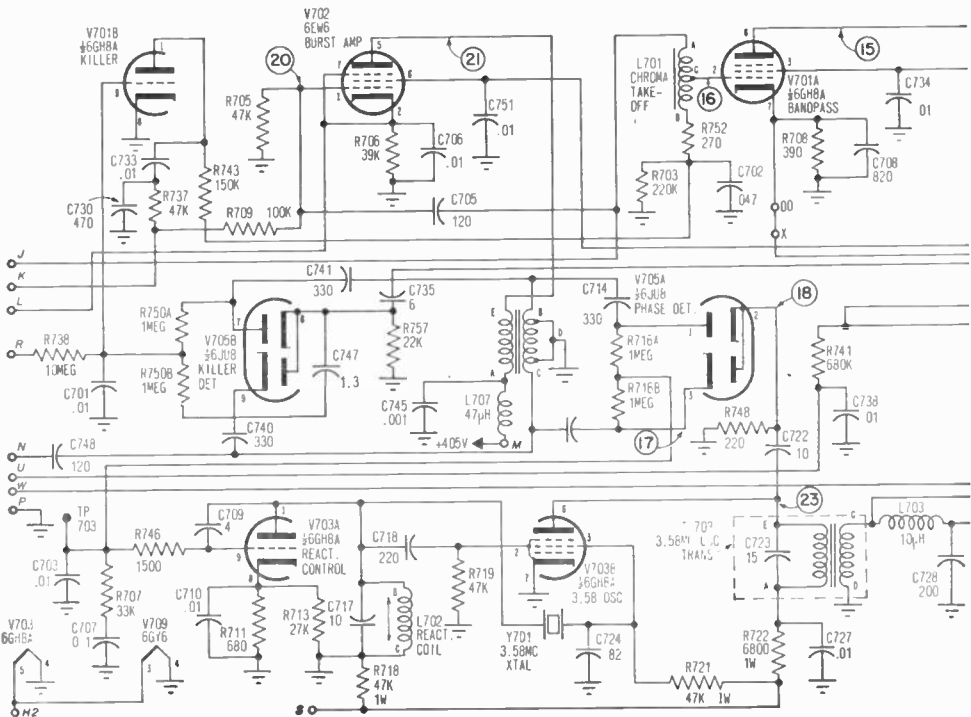 V702
6EW6
BURST AMP
V701B
½6GH8A
KILLER
20
21
15
L701
CHROMA
TAKE-
OFF
16
V701A
½6GH8A
BANDPASS
C734
.01
R705
47K
C751
.01
R706
39K
C706
.01
R752
270
R708
390
C708
820
C733
.01
R743
150K
C730
470
R737
47K
R709 100K
C705
120
R703
220K
C702
.047
DO
X
J
K
L
R
C741
330
C735
6
C714
330
V705A
½6JU8
PHASE DET.
18
R750A
1MEG
V705B
½6JU8
KILLER
DET
R750B
1MEG
R757
22K
C747
1.3
R716A
1MEG
R716B
1MEG
R741
680K
R738
10MEG
C701
.01
C745
.001
L707
47µH
+405V
M
C740
330
17
R748
220
C722
10
C738
.01
N
C748
120
U
W
P
TP
703
23
C709
4
V703A
½6GH8A
REACT.
CONTROL
C718
220
V703B
½6GH8A
3.58 OSC
3.58MC OSC
TRANS
C723
15
L703
10µH
R746
1500
C703
.01
R707
33K
C707
0.1
C710
.01
R711
680
R713
27K
C717
10
L702
REACT.
COIL
R719
47K
Y701
3.58MC
XTAL
C724
82
C728
200
V703
6GH8A
V709
6GY6
R718
47K
1W
R721
47K 1W
R722
6800
1W
C727
.01
S
H2